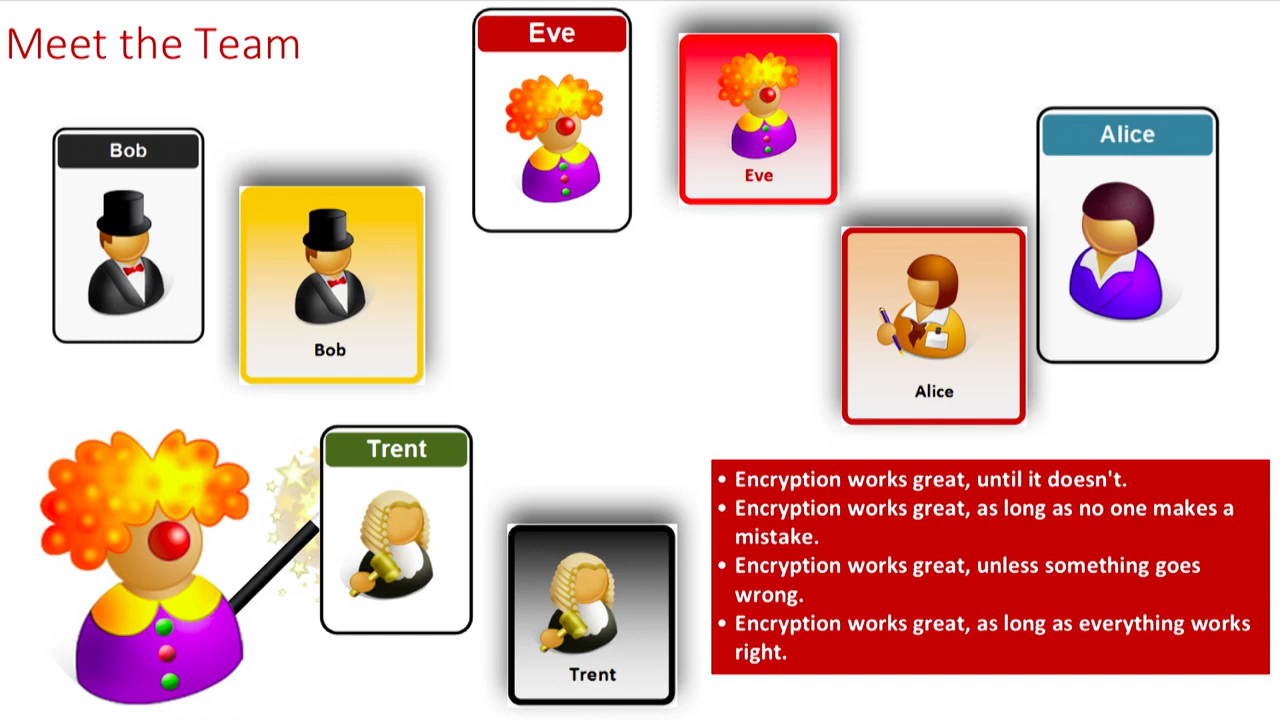 Meet the Team
Eve
Eve
Bob
Alice
Bob
Alice
Trent
Trent
• Encryption works great, until it doesn't.
• Encryption works great, as long as no one makes a
mistake.
• Encryption works great, unless something goes
wrong.
• Encryption works great, as long as everything works
right.